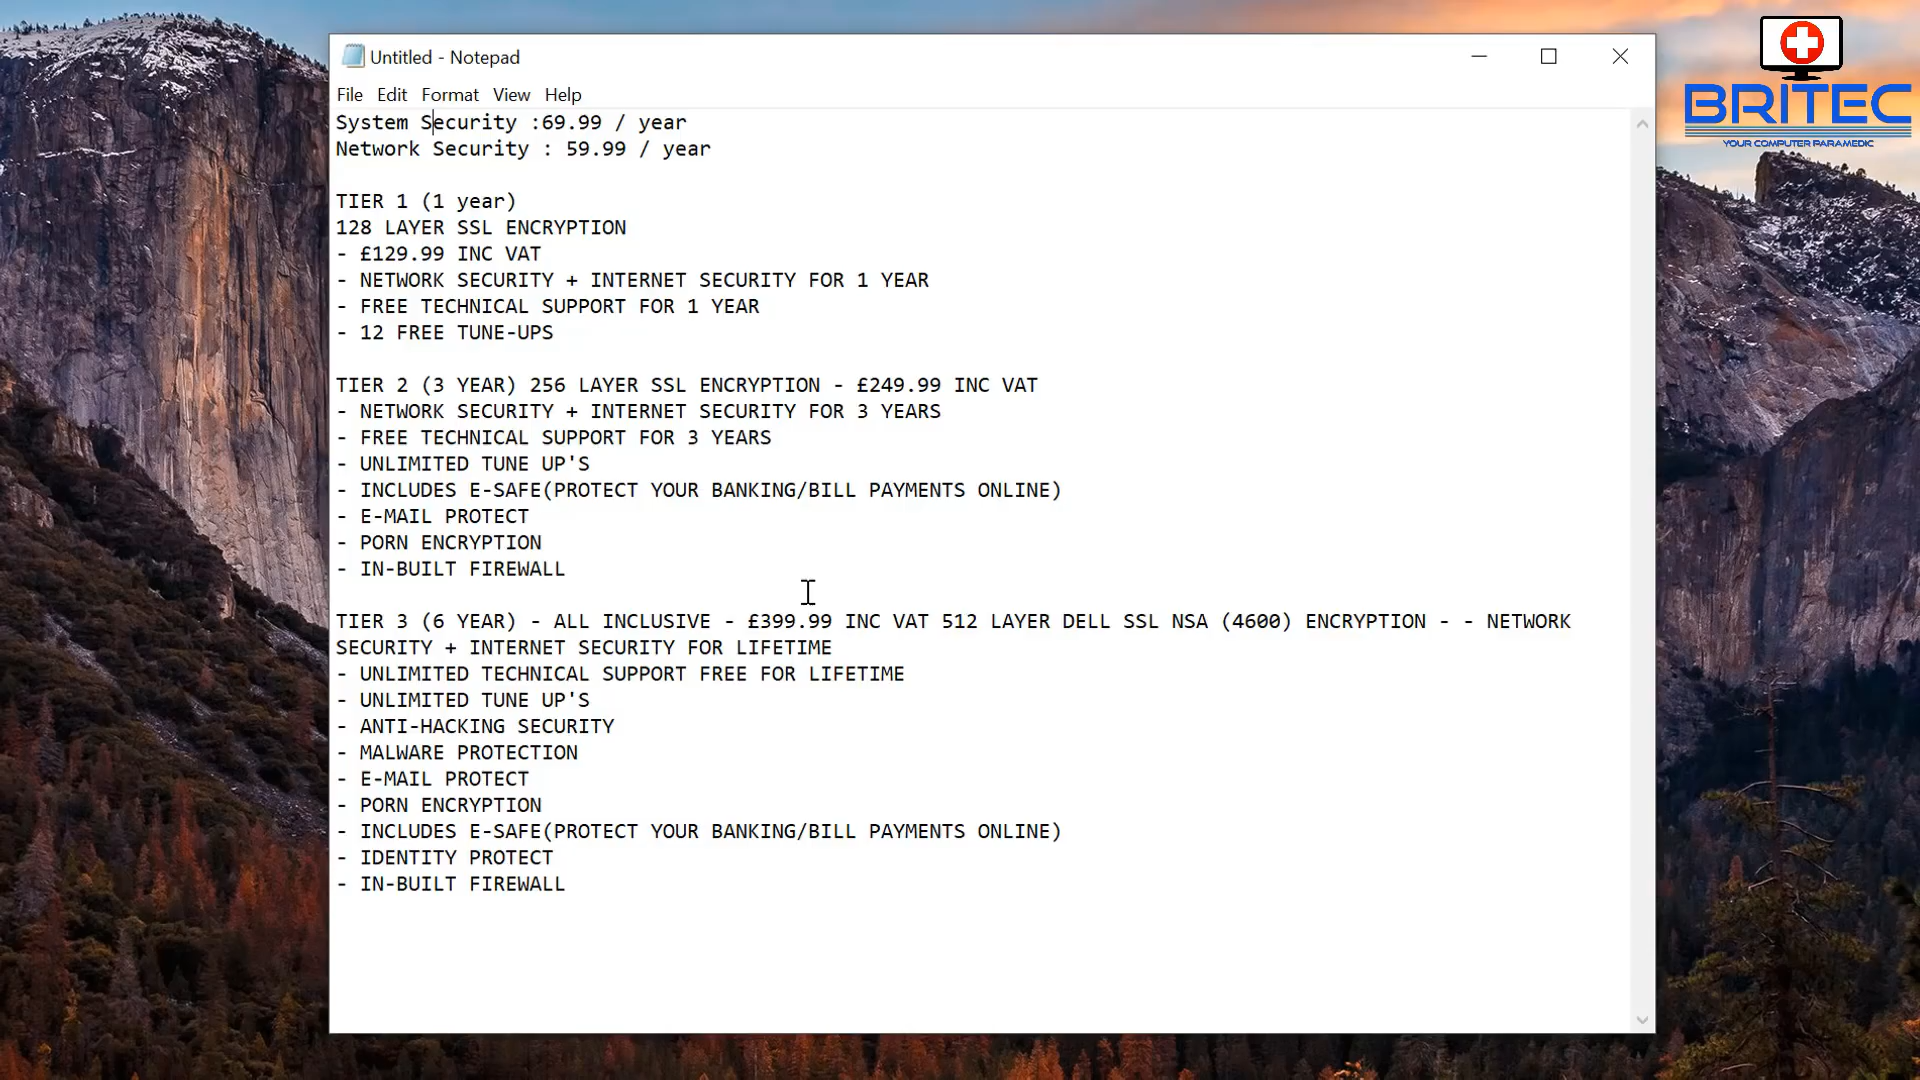 Untitled - Notepad
File Edit Format View Help
System Security :69.99 / year
Network Security : 59.99 / year
TIER 1 (1 year)
128 LAYER SSL ENCRYPTION
- £129.99 INC VAT
- NETWORK SECURITY + INTERNET SECURITY FOR 1 YEAR
- FREE TECHNICAL SUPPORT FOR 1 YEAR
- 12 FREE TUNE-UPS
TIER 2 (3 YEAR) 256 LAYER SSL ENCRYPTION - £249.99 INC VAT
- NETWORK SECURITY + INTERNET SECURITY FOR 3 YEARS
- FREE TECHNICAL SUPPORT FOR 3 YEARS
- UNLIMITED TUNE UP'S
- INCLUDES E-SAFE(PROTECT YOUR BANKING/BILL PAYMENTS ONLINE)
- E-MAIL PROTECT
- PORN ENCRYPTION
- IN-BUILT FIREWALL
TIER 3 (6 YEAR) - ALL INCLUSIVE - £399.99 INC VAT 512 LAYER DELL SSL NSA (4600) ENCRYPTION - - NETWORK
SECURITY + INTERNET SECURITY FOR LIFETIME
- UNLIMITED TECHNICAL SUPPORT FREE FOR LIFETIME
- UNLIMITED TUNE UP'S
- ANTI-HACKING SECURITY
- MALWARE PROTECTION
- E-MAIL PROTECT
- PORN ENCRYPTION
- INCLUDES E-SAFE(PROTECT YOUR BANKING/BILL PAYMENTS ONLINE)
- IDENTITY PROTECT
- IN-BUILT FIREWALL
BRITEC
YOUR COMPUTER PARAMEDIC